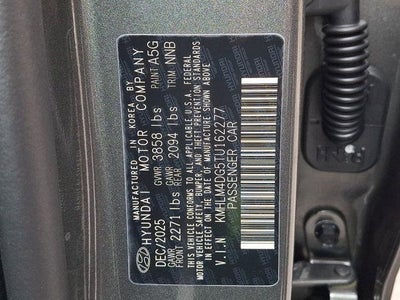 MANUFACTURED IN KOREA BY
HYUNDAI MOTOR COMPANY
DEC/2025 GVWR 3858 lbs PAINT: A5G
GAWR FRONT 2271 lbs GAWR REAR 2094 lbs TRIM: NNB
THIS VEHICLE CONFORMS TO ALL APPLICABLE U.S.A. FEDERAL
MOTOR VEHICLE SAFETY, BUMPER, AND THEFT PREVENTION STANDARDS
IN EFFECT ON THE DATE OF MANUFACTURE SHOWN ABOVE.
V.I.N KMHLM4DG5TU162277
PASSENGER CAR